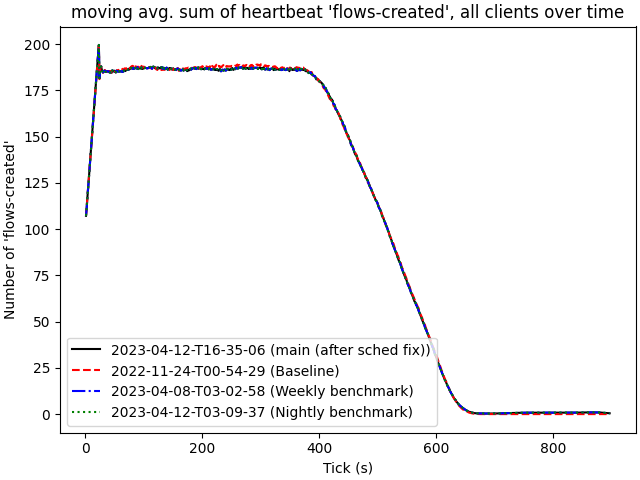 moving avg. sum of heartbeat 'flows-created', all clients over time
Number of 'flows-created'
200
175
150
125
100
75
50
25
0
2023-04-12-T16-35-06 (main (after sched fix))
2022-11-24-T00-54-29 (Baseline)
2023-04-08-T03-02-58 (Weekly benchmark)
2023-04-12-T03-09-37 (Nightly benchmark)
0 200 400 600 800
Tick (s)